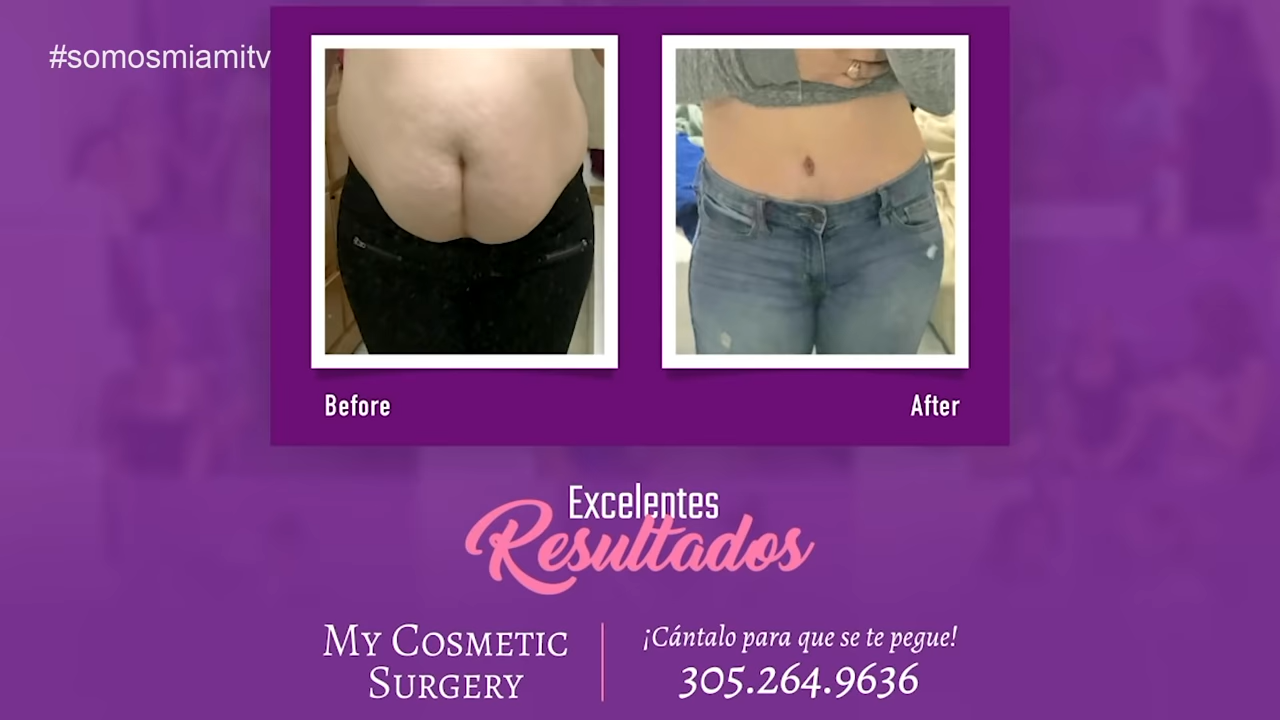 #somosmiamitv
Before
After
Excelentes
Resultados
My Cosmetic
Surgery
¡Cántalo para que se te pegue!
305.264.9636